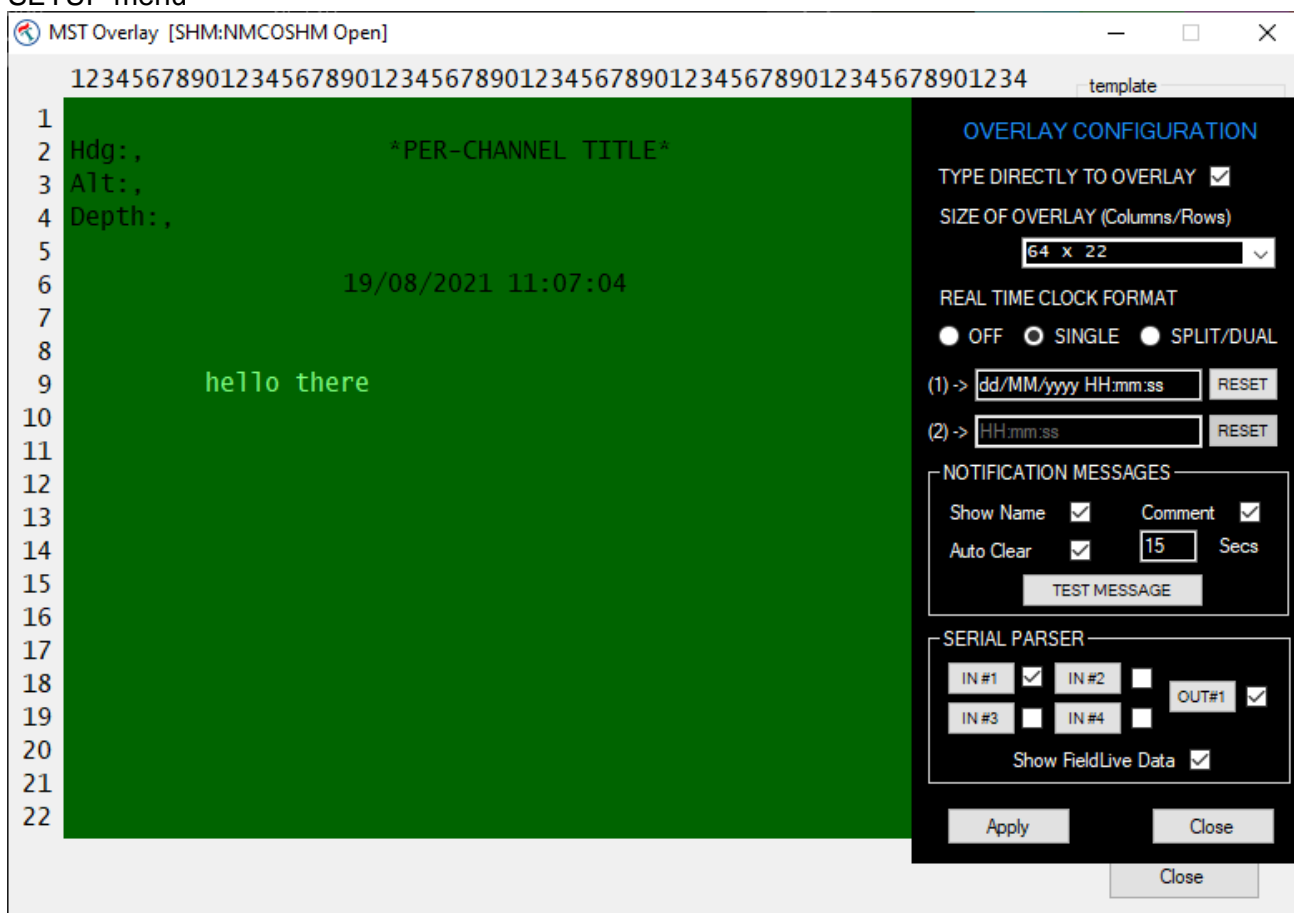 SETUP menu
MST Overlay [SHM:NMCOSHM Open]
1234567890123456789012345678901234567890123456789012345678901234
template
1
2 Hdg:, *PER-CHANNEL TITLE*
3 Alt:,
4 Depth:,
5
6 19/08/2021 11:07:04
7
8
9 hello there
10
11
12
13
14
15
16
17
18
19
20
21
22
OVERLAY CONFIGURATION
TYPE DIRECTLY TO OVERLAY
SIZE OF OVERLAY (Columns/Rows)
64 x 22
REAL TIME CLOCK FORMAT
OFF SINGLE SPLIT/DUAL
(1) -> dd/MM/yyyy HH:mm:ss RESET
(2) -> HH:mm:ss RESET
NOTIFICATION MESSAGES
Show Name Comment
Auto Clear 15 Secs
TEST MESSAGE
SERIAL PARSER
IN #1 IN #2 OUT#1
IN #3 IN #4
Show FieldLive Data
Apply Close
Close